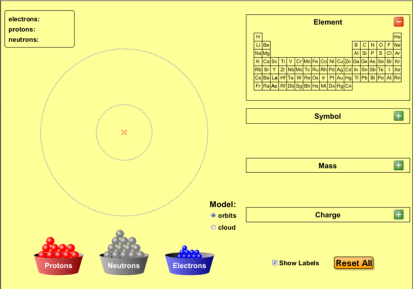 electrons:
protons:
neutrons:
Element
H He
Li Be B C N O F Ne
Na Mg Al Si P S Cl Ar
K Ca Sc Ti V Cr Mn Fe Co Ni Cu Zn Ga Ge As Se Br Kr
Rb Sr Y Zr Nb Mo Tc Ru Rh Pd Ag Cd In Sn Sb Te I Xe
Cs Ba La Hf Ta W Re Os Ir Pt Au Hg Tl Pb Bi Po At Rn
Fr Ra Ac Rf Db Sg Bh Hs Mt Ds Rg Cn
Symbol
Mass
Charge
Model:
orbits
cloud
Protons
Neutrons
Electrons
Show Labels
Reset All